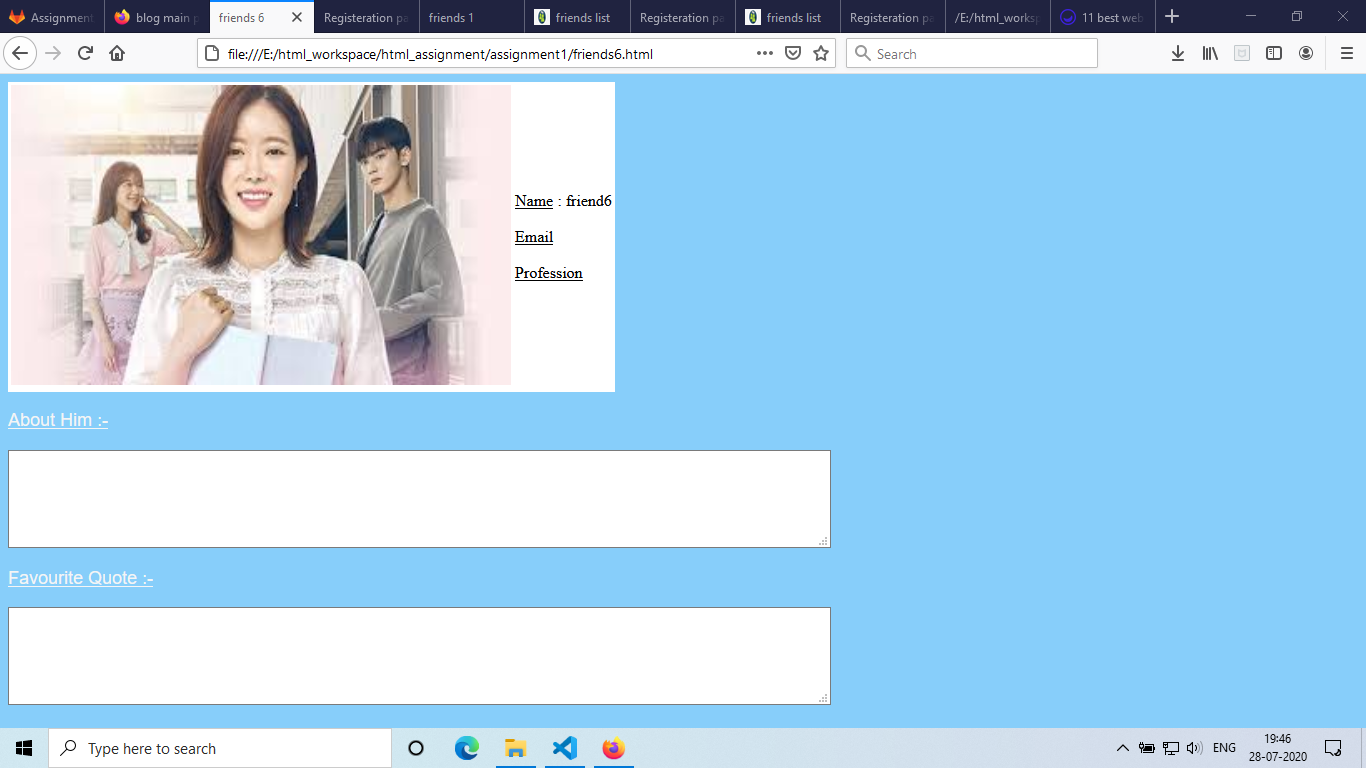 Assignment
blog main p
friends 6
Registeration pa
friends 1
friends list
Registeration pa
friends list
Registeration pa
/E:/html_worksp
11 best web
file:///E:/html_workspace/html_assignment/assignment1/friends6.html
Search
Name : friend6
Email
Profession
About Him :-
Favourite Quote :-
Type here to search
ENG
19:46
28-07-2020